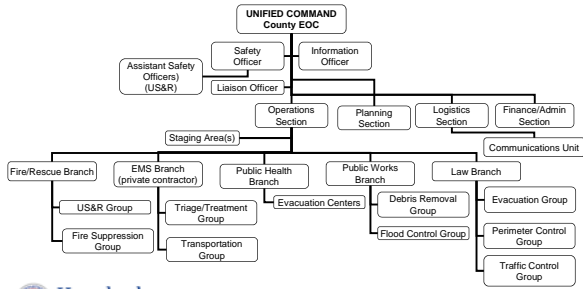 UNIFIED COMMAND
County EOC
Safety
Officer
Information
Officer
Assistant Safety
Officers)
(US&R)
Liaison Officer
Operations
Section
Planning
Section
Logistics
Section
Finance/Admin
Section
Staging Area(s)
Communications Unit
Fire/Rescue Branch
EMS Branch
(private contractor)
Public Health
Branch
Public Works
Branch
Law Branch
US&R Group
Fire Suppression
Group
Triage/Treatment
Group
Transportation
Group
Evacuation Centers
Debris Removal
Group
Flood Control Group
Evacuation Group
Perimeter Control
Group
Traffic Control
Group